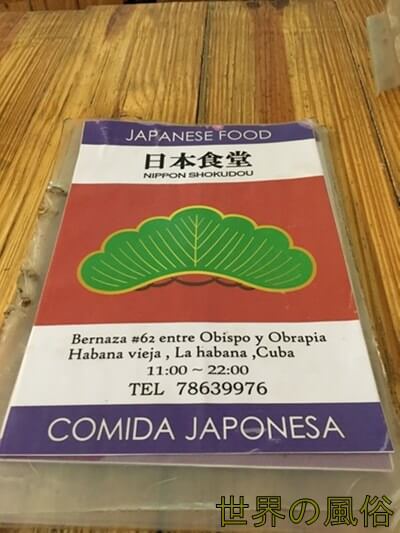 JAPANESE FOOD
日本食堂
NIPPON SHOKUDOU
Bernaza #62 entre Obispo y Obrapia
Habana vieja , La habana ,Cuba
11:00 ~ 22:00
TEL 78639976
COMIDA JAPONESA
世界の風俗